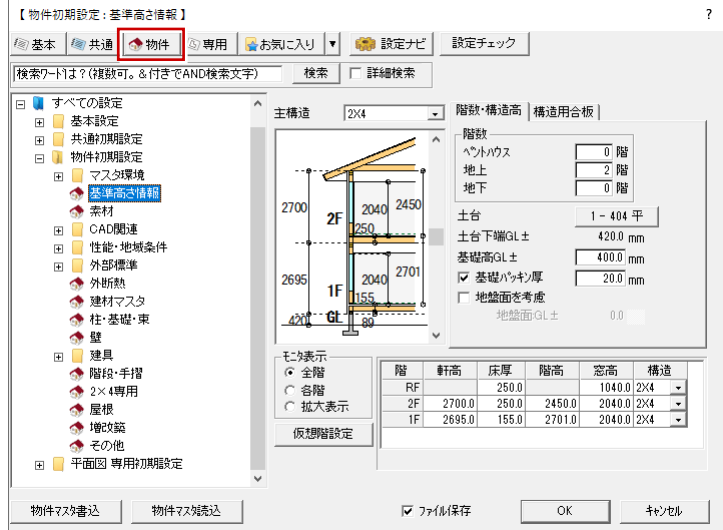 【 物件初期設定 : 基準高さ情報 】 ?
基本 共通 物件 専用 お気に入り ▼ 設定ナビ 設定チェック
検索ワードは？(複数可。&付きでAND検索文字) 検索 詳細検索
すべての設定
基本設定
共通初期設定
物件初期設定
マスタ環境
基準高さ情報
素材
CAD関連
性能・地域条件
外部標準
外断熱
建材マスタ
柱・基礎・束
壁
建具
階段・手摺
2×4専用
屋根
増改築
その他
平面図 専用初期設定
主構造 2X4
2700 2F 2040 2450
250
2695 1F 2040 2701
155
420 GL 89
モニタ表示
全階
各階
拡大表示
仮想階設定
階数・構造高 構造用合板
階数
ペントハウス 0 階
地上 2 階
地下 0 階
土台 1 - 404 平
土台下端GL± 420.0 mm
基礎高GL± 400.0 mm
基礎パッキン厚 20.0 mm
地盤面を考慮
地盤面:GL± 0.0
階 軒高 床厚 階高 窓高 構造
RF 250.0 1040.0 2X4
2F 2700.0 250.0 2450.0 2040.0 2X4
1F 2695.0 155.0 2701.0 2040.0 2X4
物件マスタ書込 物件マスタ読込 ファイル保存 OK キャンセル